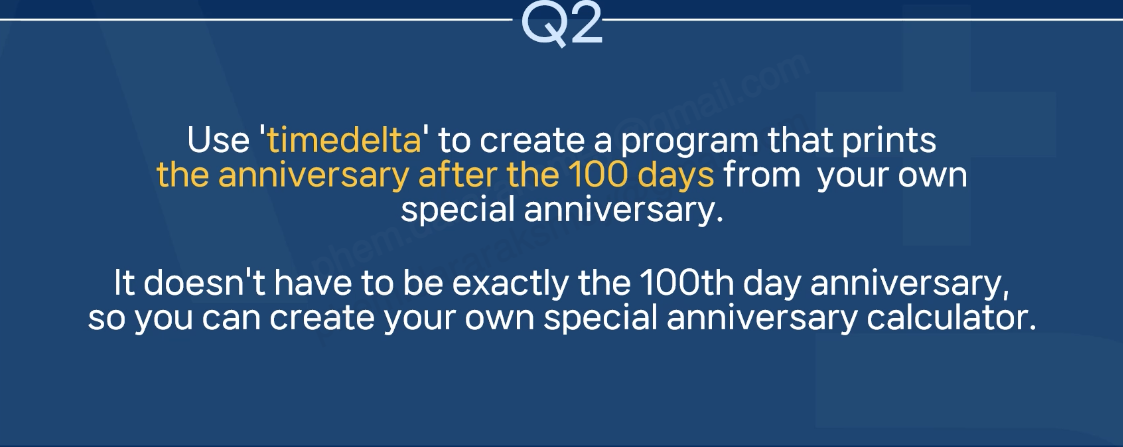 Q2
Use 'timedelta' to create a program that prints
the anniversary after the 100 days from  your own
special anniversary.
It doesn't have to be exactly the 100th day anniversary,
so you can create your own special anniversary calculator.